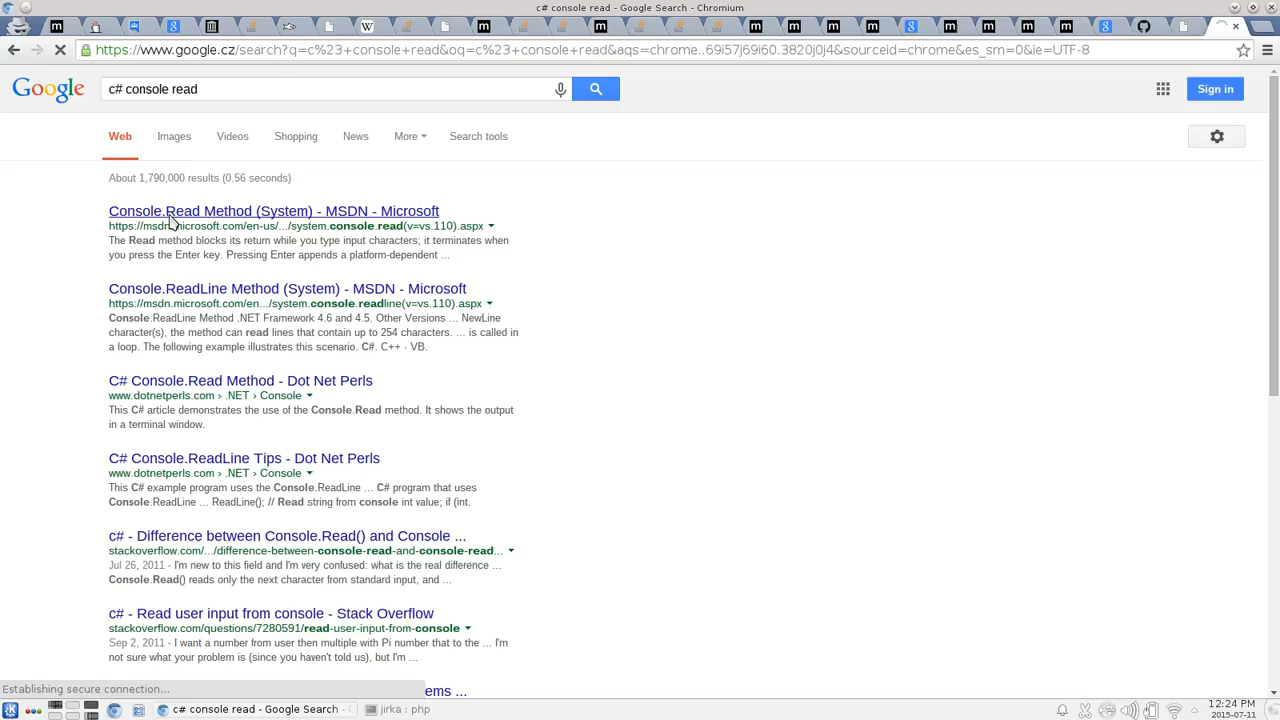 c# console read - Google Search - Chromium
https://www.google.cz/search?q=c%23+console+read&oq=c%23+console+read&aqs=chrome..69i57j69i60.3820j0j4&sourceid=chrome&es_sm=0&ie=UTF-8
Google
c# console read
Sign in
Web Images Videos Shopping News More Search tools
About 1,790,000 results (0.56 seconds)
Console.Read Method (System) - MSDN - Microsoft
https://msdn.microsoft.com/en-us/.../system.console.read(v=vs.110).aspx
The Read method blocks its return while you type input characters; it terminates when
you press the Enter key. Pressing Enter appends a platform-dependent ...
Console.ReadLine Method (System) - MSDN - Microsoft
https://msdn.microsoft.com/en.../system.console.readline(v=vs.110).aspx
Console.ReadLine Method .NET Framework 4.6 and 4.5. Other Versions ... NewLine
character(s), the method can read lines that contain up to 254 characters. ... is called in
a loop. The following example illustrates this scenario. C#. C++ · VB.
C# Console.Read Method - Dot Net Perls
www.dotnetperls.com › .NET › Console
This C# article demonstrates the use of the Console.Read method. It shows the output
in a terminal window.
C# Console.ReadLine Tips - Dot Net Perls
www.dotnetperls.com › .NET › Console
This C# example program uses the Console.ReadLine ... C# program that uses
Console.ReadLine ... ReadLine(); // Read string from console int value; if (int.
c# - Difference between Console.Read() and Console ...
stackoverflow.com/.../difference-between-console-read-and-console-read...
Jul 26, 2011 - I'm new to this field and I'm very confused: what is the real difference ...
Console.Read() reads only the next character from standard input, and ...
c# - Read user input from console - Stack Overflow
stackoverflow.com/questions/7280591/read-user-input-from-console
Sep 2, 2011 - I want a number from user then multiple with Pi number that to the ... I'm
not sure what your problem is (since you haven't told us), but I'm ...
Establishing secure connection...
ems ...
c# console read - Google Search - Chromium
jirka : php
12:24 PM
2015-07-11